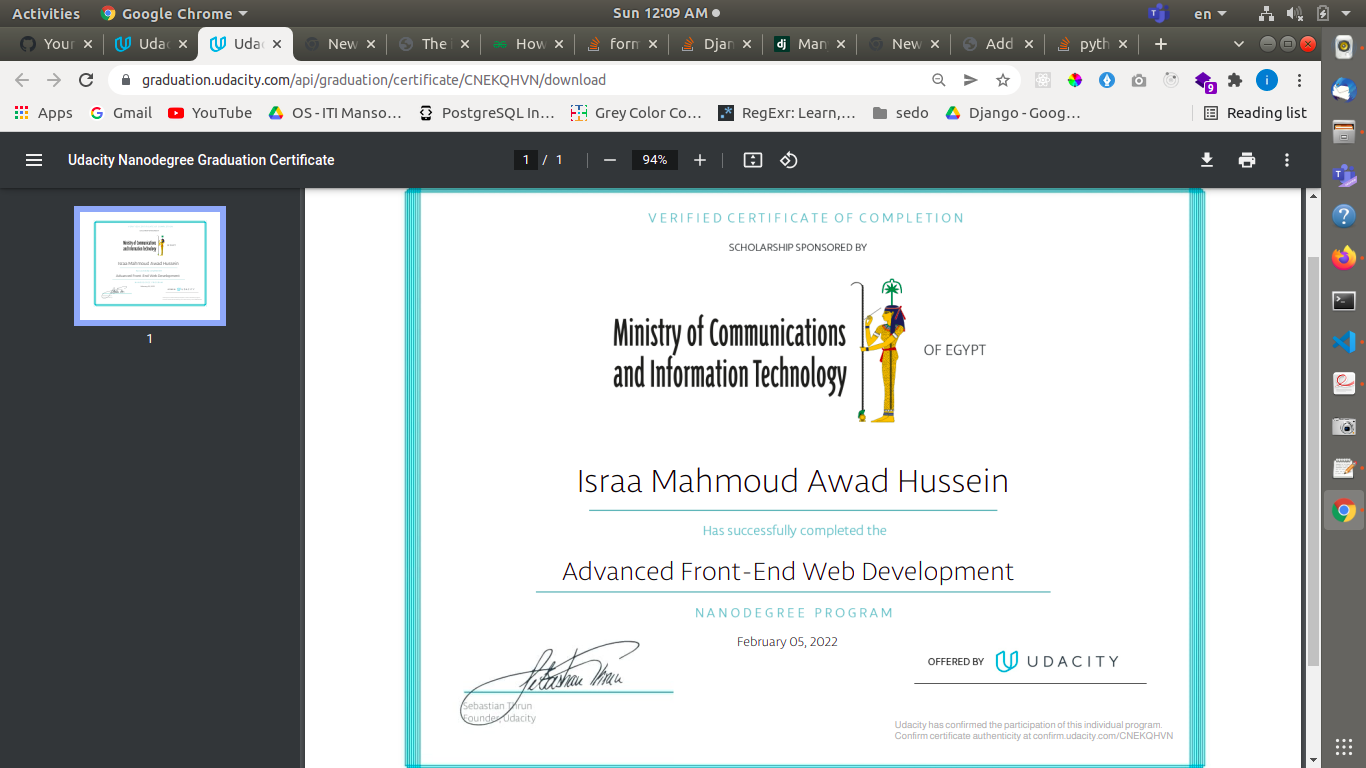 Activities
Google Chrome
Sun 12:09 AM
en
Your
Udac
Udac
New
The
How
form
Djan
dj
Man
New
Add
pyth
graduation.udacity.com/api/graduation/certificate/CNEKQHVN/download
9
i
Apps
Gmail
YouTube
OS - ITI Manso...
PostgreSQL In...
Grey Color Co...
RegExr: Learn,...
sedo
Django - Goog...
Reading list
Udacity Nanodegree Graduation Certificate
1 / 1
94%
1
VERIFIED CERTIFICATE OF COMPLETION
SCHOLARSHIP SPONSORED BY
Ministry of Communications
and Information Technology
OF EGYPT
Israa Mahmoud Awad Hussein
Has successfully completed the
Advanced Front-End Web Development
NANODEGREE PROGRAM
February 05, 2022
OFFERED BY
UDACITY
Sebastian Thrun
Sebastian Thrun
Founder, Udacity
Udacity has confirmed the participation of this individual program.
Confirm certificate authenticity at confirm.udacity.com/CNEKQHVN